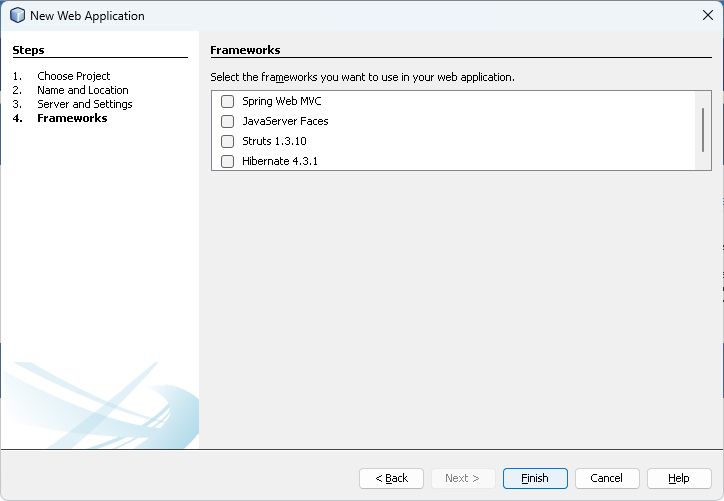 New Web Application
Steps
1. Choose Project
2. Name and Location
3. Server and Settings
4. Frameworks
Frameworks
Select the frameworks you want to use in your web application.
Spring Web MVC
JavaServer Faces
Struts 1.3.10
Hibernate 4.3.1
< Back
Next >
Finish
Cancel
Help